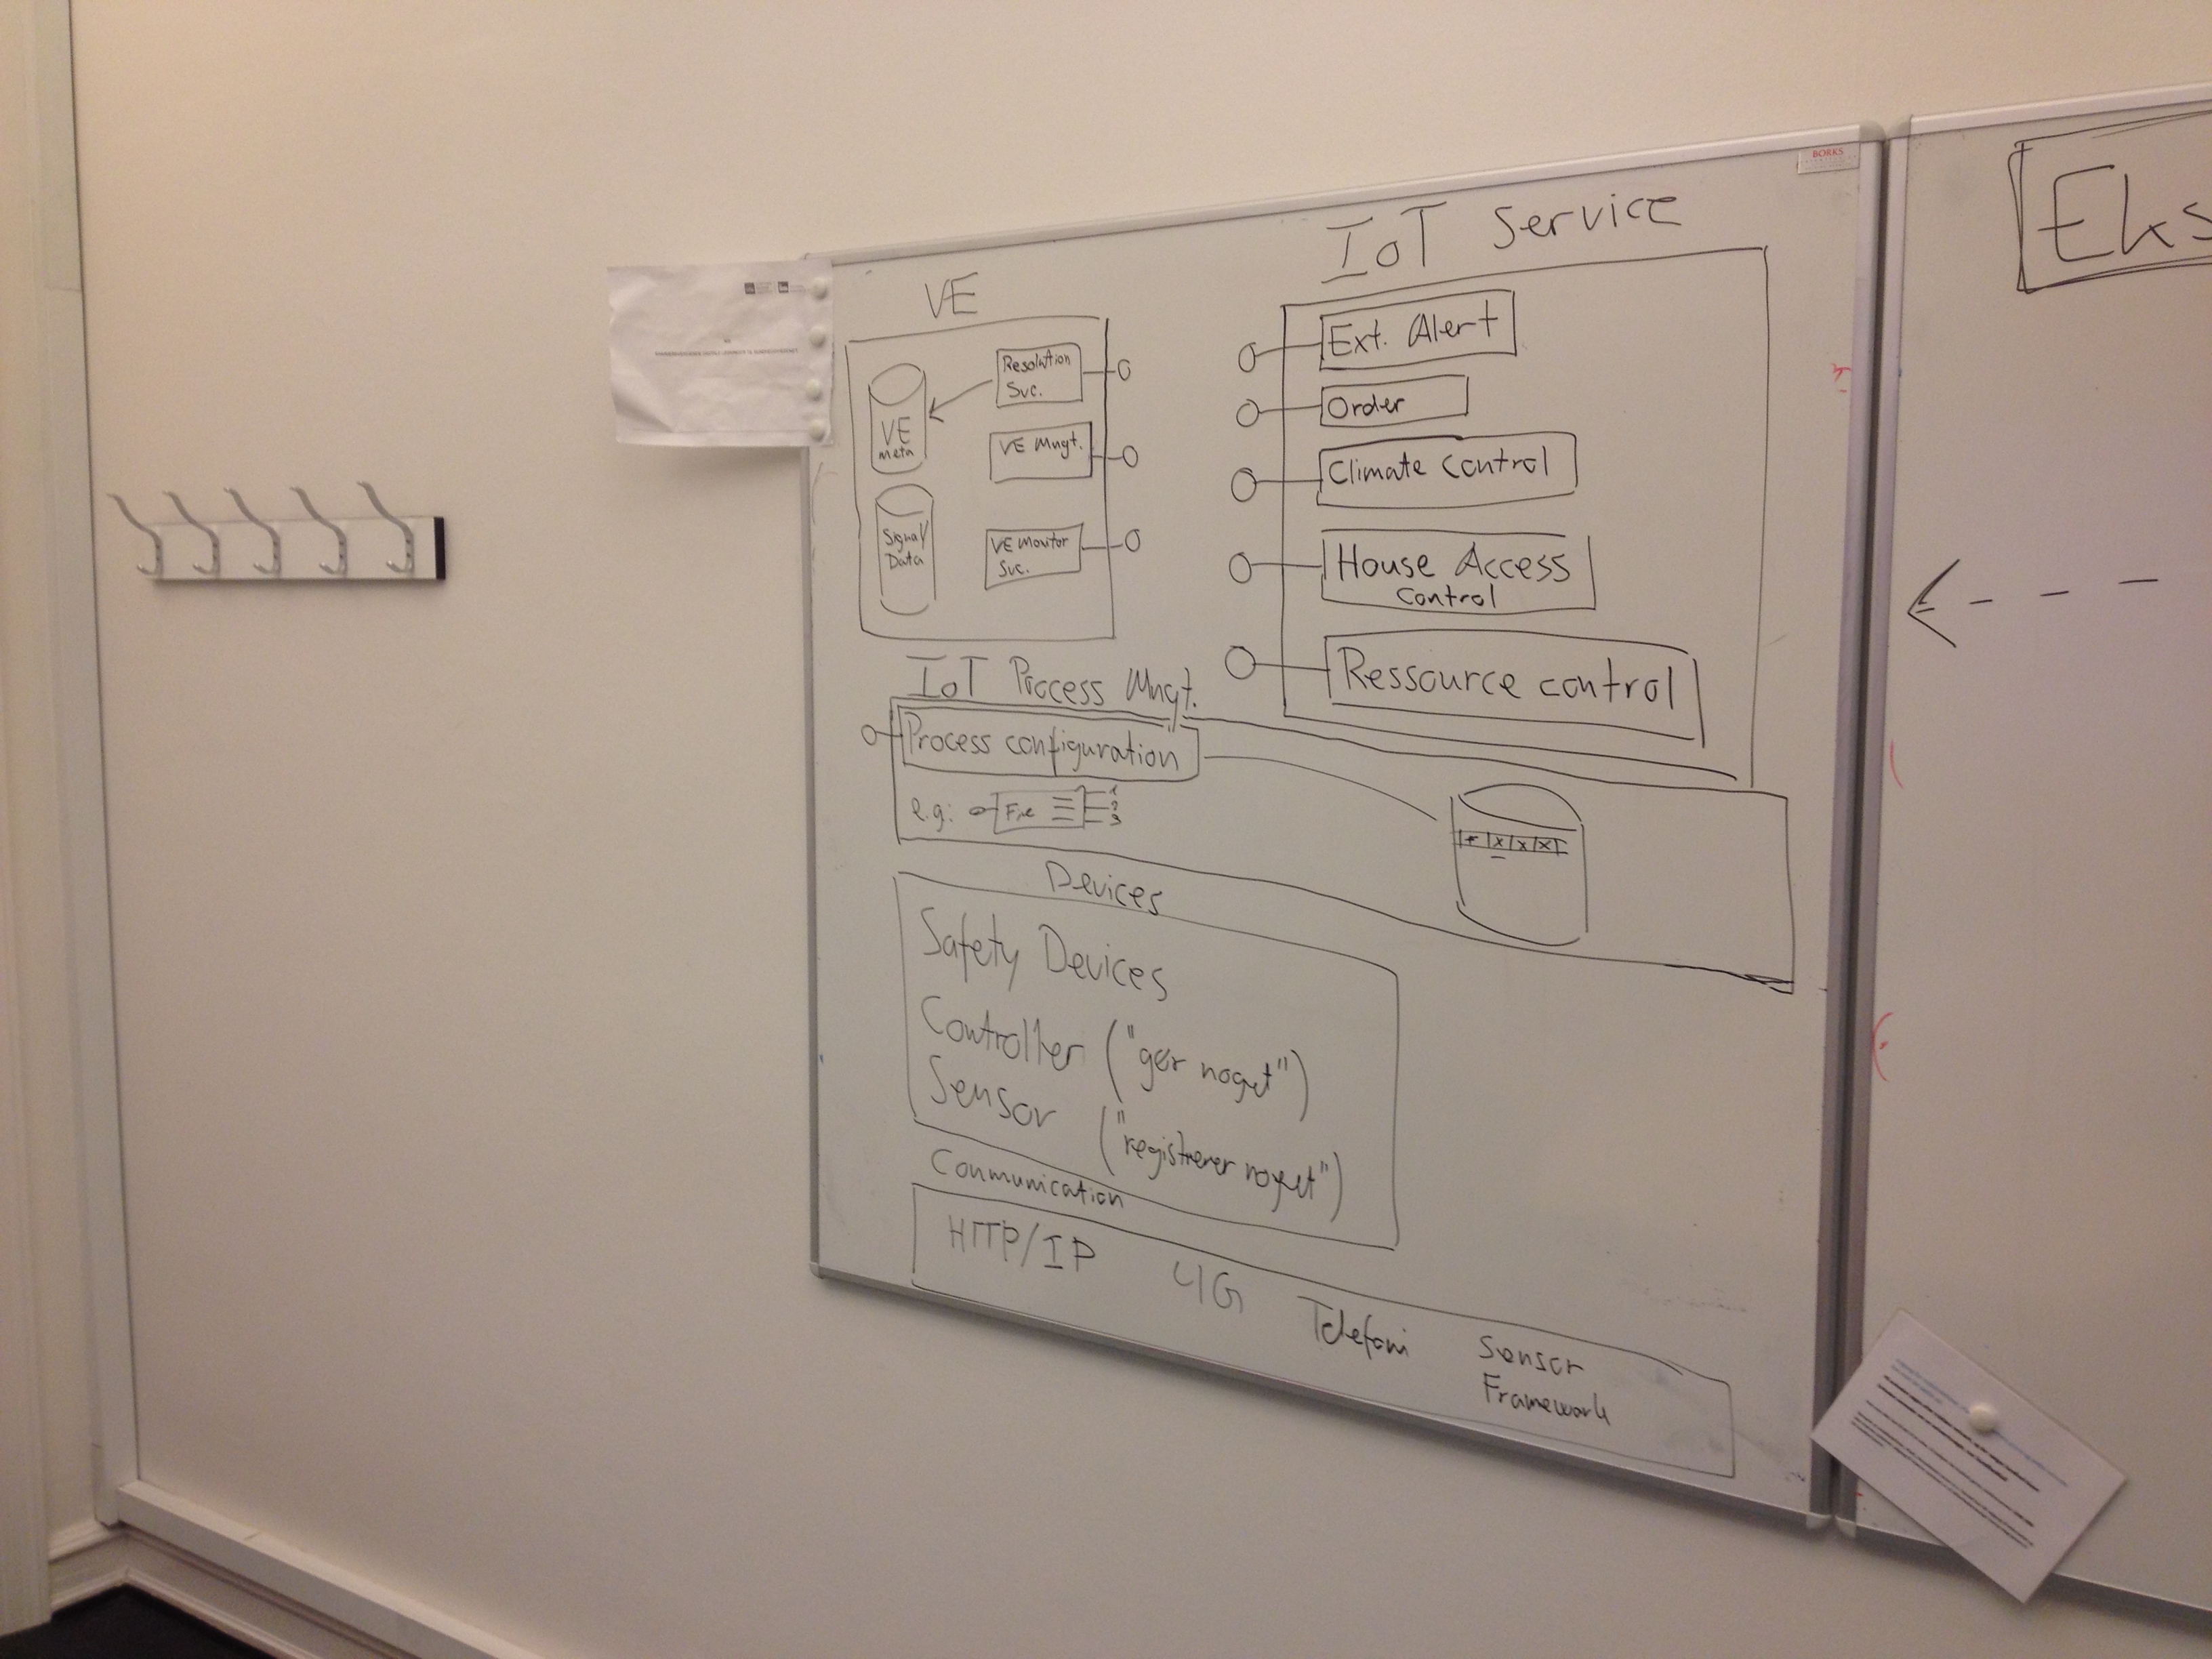 BORKS
IoT Service
VE
Ext. Alert
Order
Climate control
House Access
control
Ressource control
Resolution
Svc.
VE
meta
VE Mngt.
Signal/
Data
VE Monitor
Svc.
IoT Process Mngt.
Process configuration
e.g:
1
2
3
Devices
Safety Devices
Controller ("gør noget")
Sensor ("registrerer noget")
Communication
HTTP/IP
4G
Telefoni
Sensor
Framework
Eks